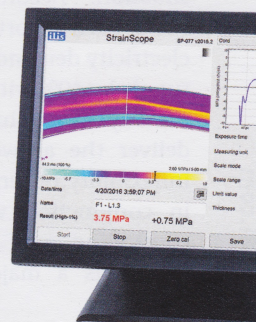 ilis StrainScope SP-077 v2016.3 Cond
Exposure time
Measuring unit
Scale mode
Scale range
Date/time 4/20/2016 3:59:07 PM Limit value
Name F1 - L1.3 Thickness
Result (High-1%) 3.75 MPa +0.75 MPa
Start Stop Zero cal Save